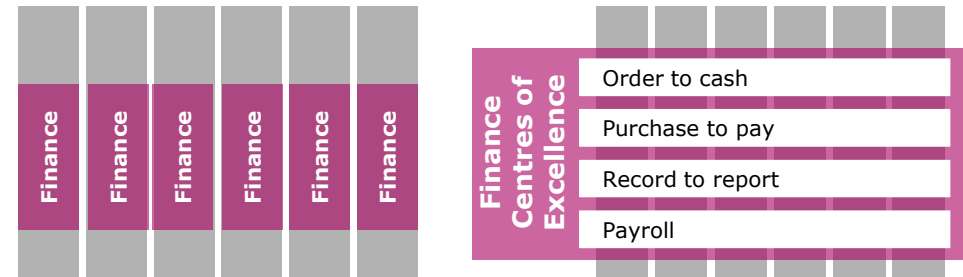 Finance
Finance
Finance
Finance
Finance
Finance
Finance
Centres of
Excellence
Order to cash
Purchase to pay
Record to report
Payroll